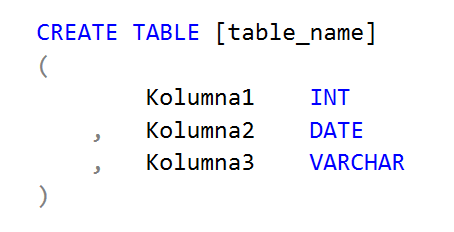 CREATE TABLE [table_name]
(
Kolumna1 INT
, Kolumna2 DATE
, Kolumna3 VARCHAR
)